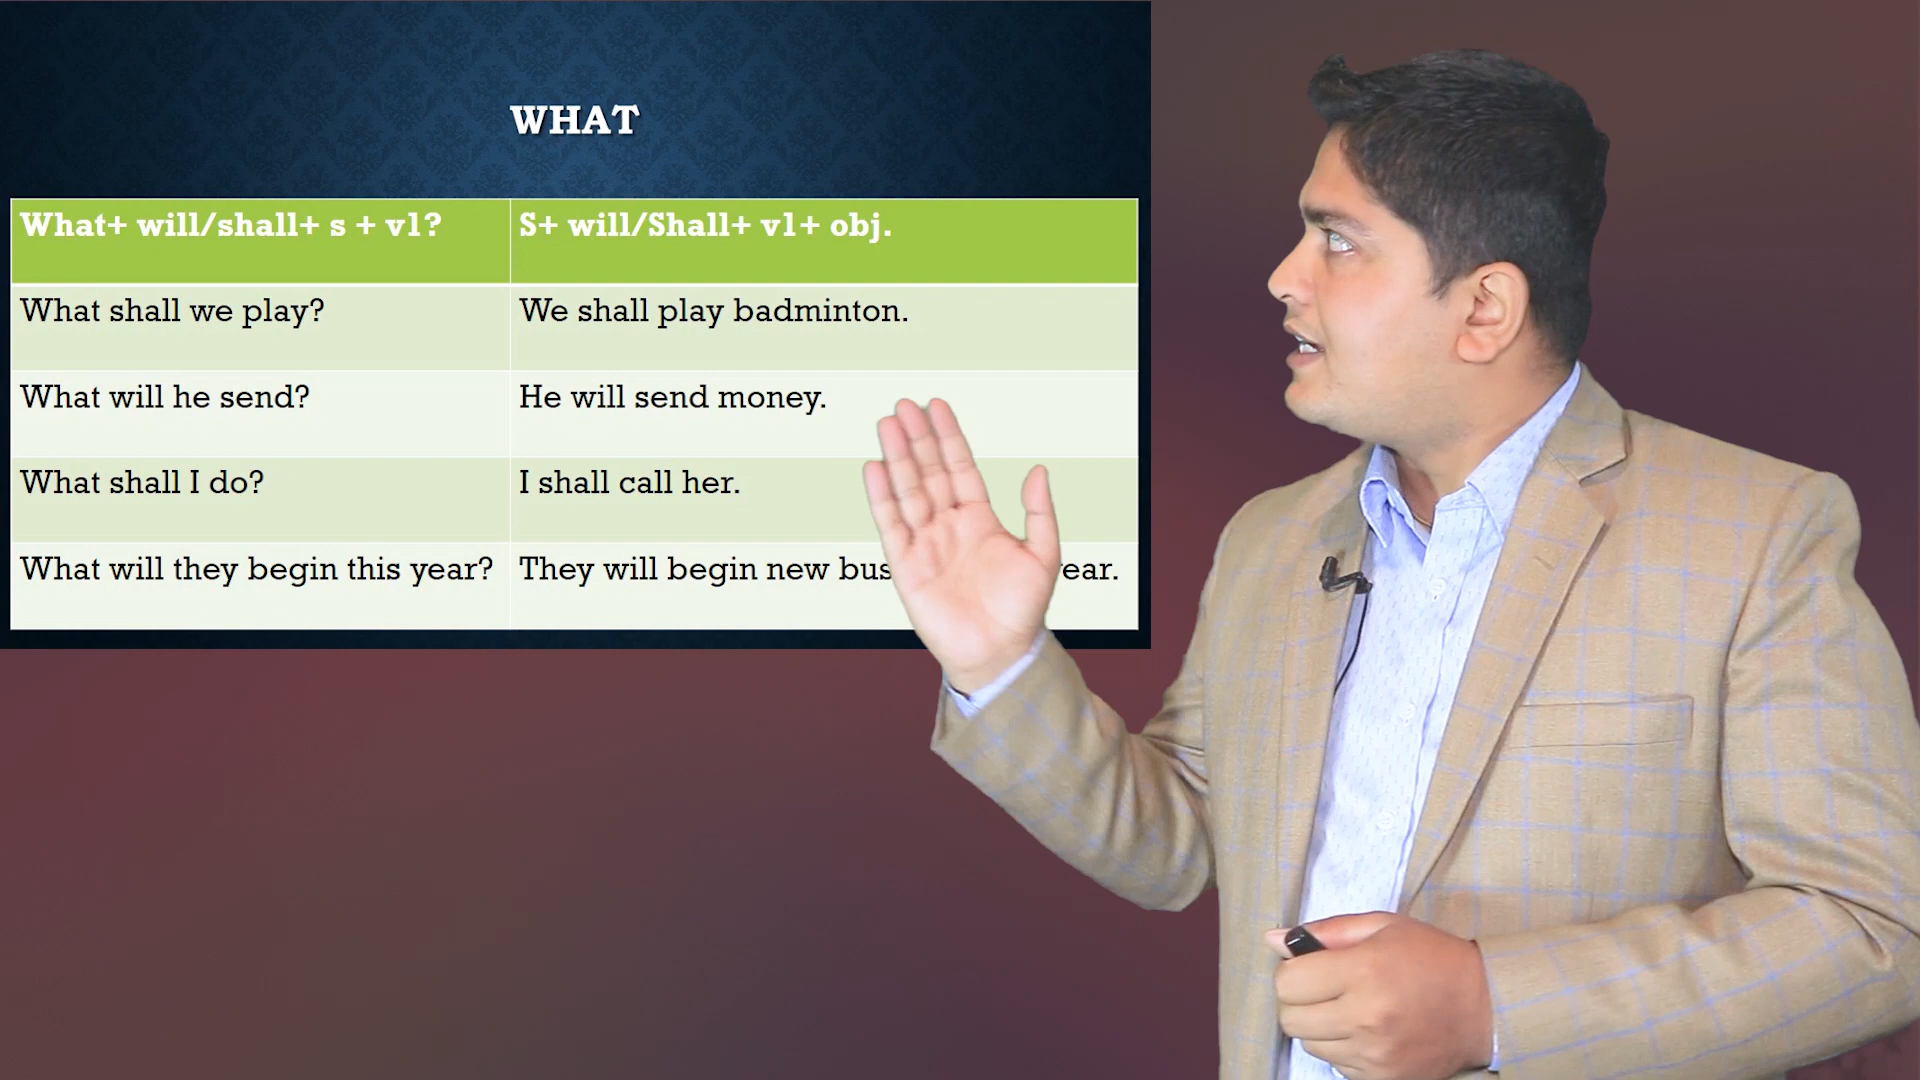 WHAT
What+ will/shall+ s + v1?
S+ will/Shall+ v1+ obj.
What shall we play?
We shall play badminton.
What will he send?
He will send money.
What shall I do?
I shall call her.
What will they begin this year?
They will begin new